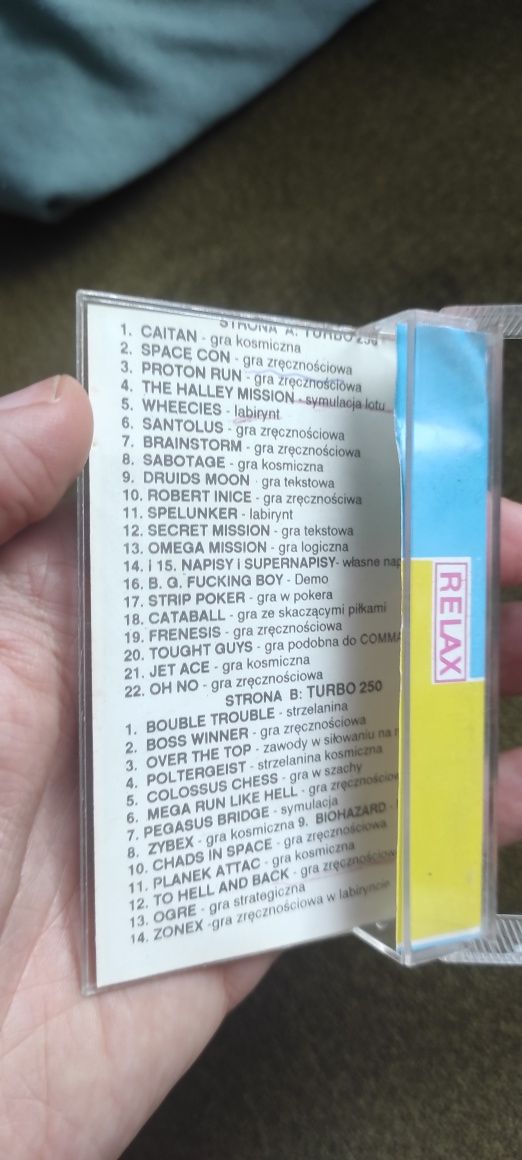 STRONA A: TURBO 250
1. CAITAN - gra kosmiczna
2. SPACE CON - gra zręcznościowa
3. PROTON RUN - gra zręcznościowa
4. THE HALLEY MISSION - symulacja lotu
5. WHEECIES - labirynt
6. SANTOLUS - gra zręcznościowa
7. BRAINSTORM - gra zręcznościowa
8. SABOTAGE - gra kosmiczna
9. DRUIDS MOON - gra tekstowa
10. ROBERT INICE - gra zręcznościwa
11. SPELUNKER - labirynt
12. SECRET MISSION - gra tekstowa
13. OMEGA MISSION - gra logiczna
14. i 15. NAPISY i SUPERNAPISY- własne nap
16. B. G. FUCKING BOY - Demo
17. STRIP POKER - gra w pokera
18. CATABALL - gra ze skaczącymi piłkami
19. FRENESIS - gra zręcznościowa
20. TOUGHT GUYS - gra podobna do COMMA
21. JET ACE - gra kosmiczna
22. OH NO - gra zręcznościowa
STRONA B: TURBO 250
1. BOUBLE TROUBLE - strzelanina
2. BOSS WINNER - gra zręcznościowa
3. OVER THE TOP - zawody w siłowaniu na
4. POLTERGEIST - strzelanina kosmiczna
5. COLOSSUS CHESS - gra w szachy
6. MEGA RUN LIKE HELL - gra zręcznościow
7. PEGASUS BRIDGE - symulacja
8. ZYBEX - gra kosmiczna 9. BIOHAZARD -
10. CHADS IN SPACE - gra zręcznościowa
11. PLANEK ATTAC - gra kosmiczna
12. TO HELL AND BACK - gra zręcznościow
13. OGRE - gra strategiczna
14. ZONEX -gra zręcznościowa w labiryncie
RELAX